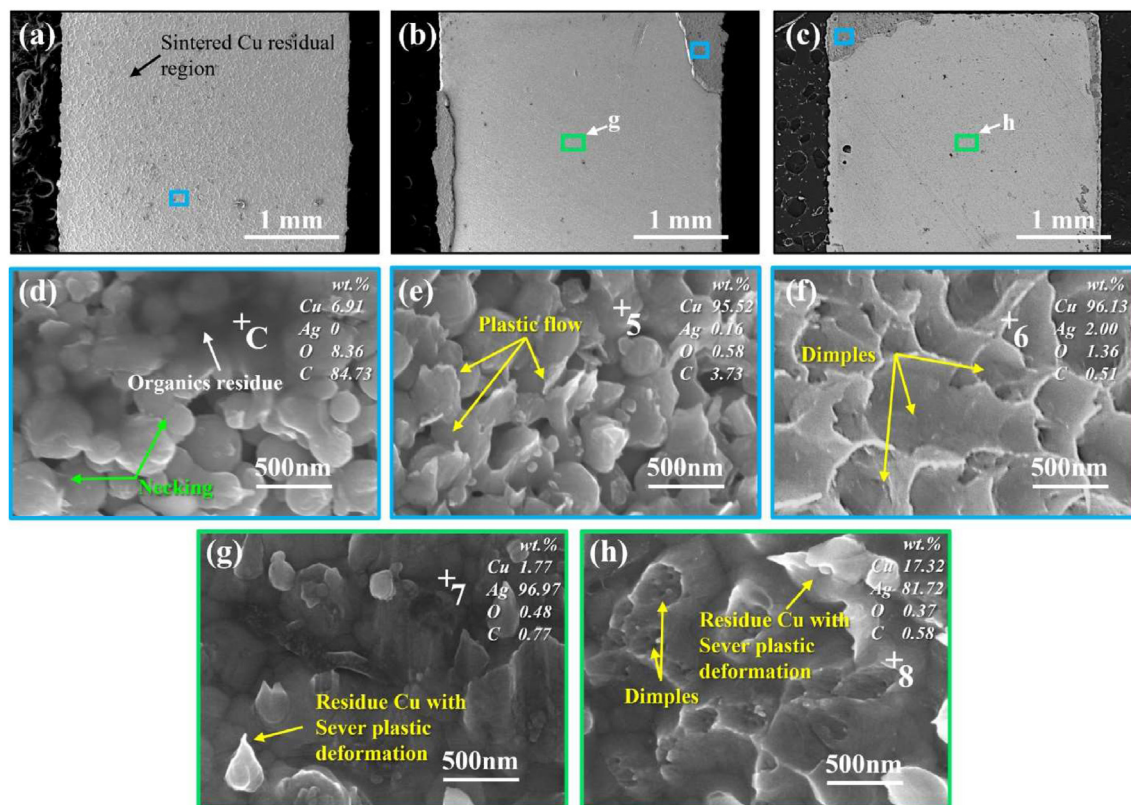 (a)
Sintered Cu residual
region
1 mm
(b)
g
1 mm
(c)
h
1 mm
(d)
wt.%
Cu 6.91
Ag 0
O 8.36
C 84.73
+C
Organics residue
Necking
500nm
(e)
wt.%
Cu 95.52
Ag 0.16
O 0.58
C 3.73
+5
Plastic flow
500nm
(f)
wt.%
Cu 96.13
Ag 2.00
O 1.36
C 0.51
+6
Dimples
500nm
(g)
wt.%
Cu 1.77
Ag 96.97
O 0.48
C 0.77
+7
Residue Cu with
Sever plastic
deformation
500nm
(h)
wt.%
Cu 17.32
Ag 81.72
O 0.37
C 0.58
Residue Cu with
Sever plastic
deformation
+8
Dimples
500nm